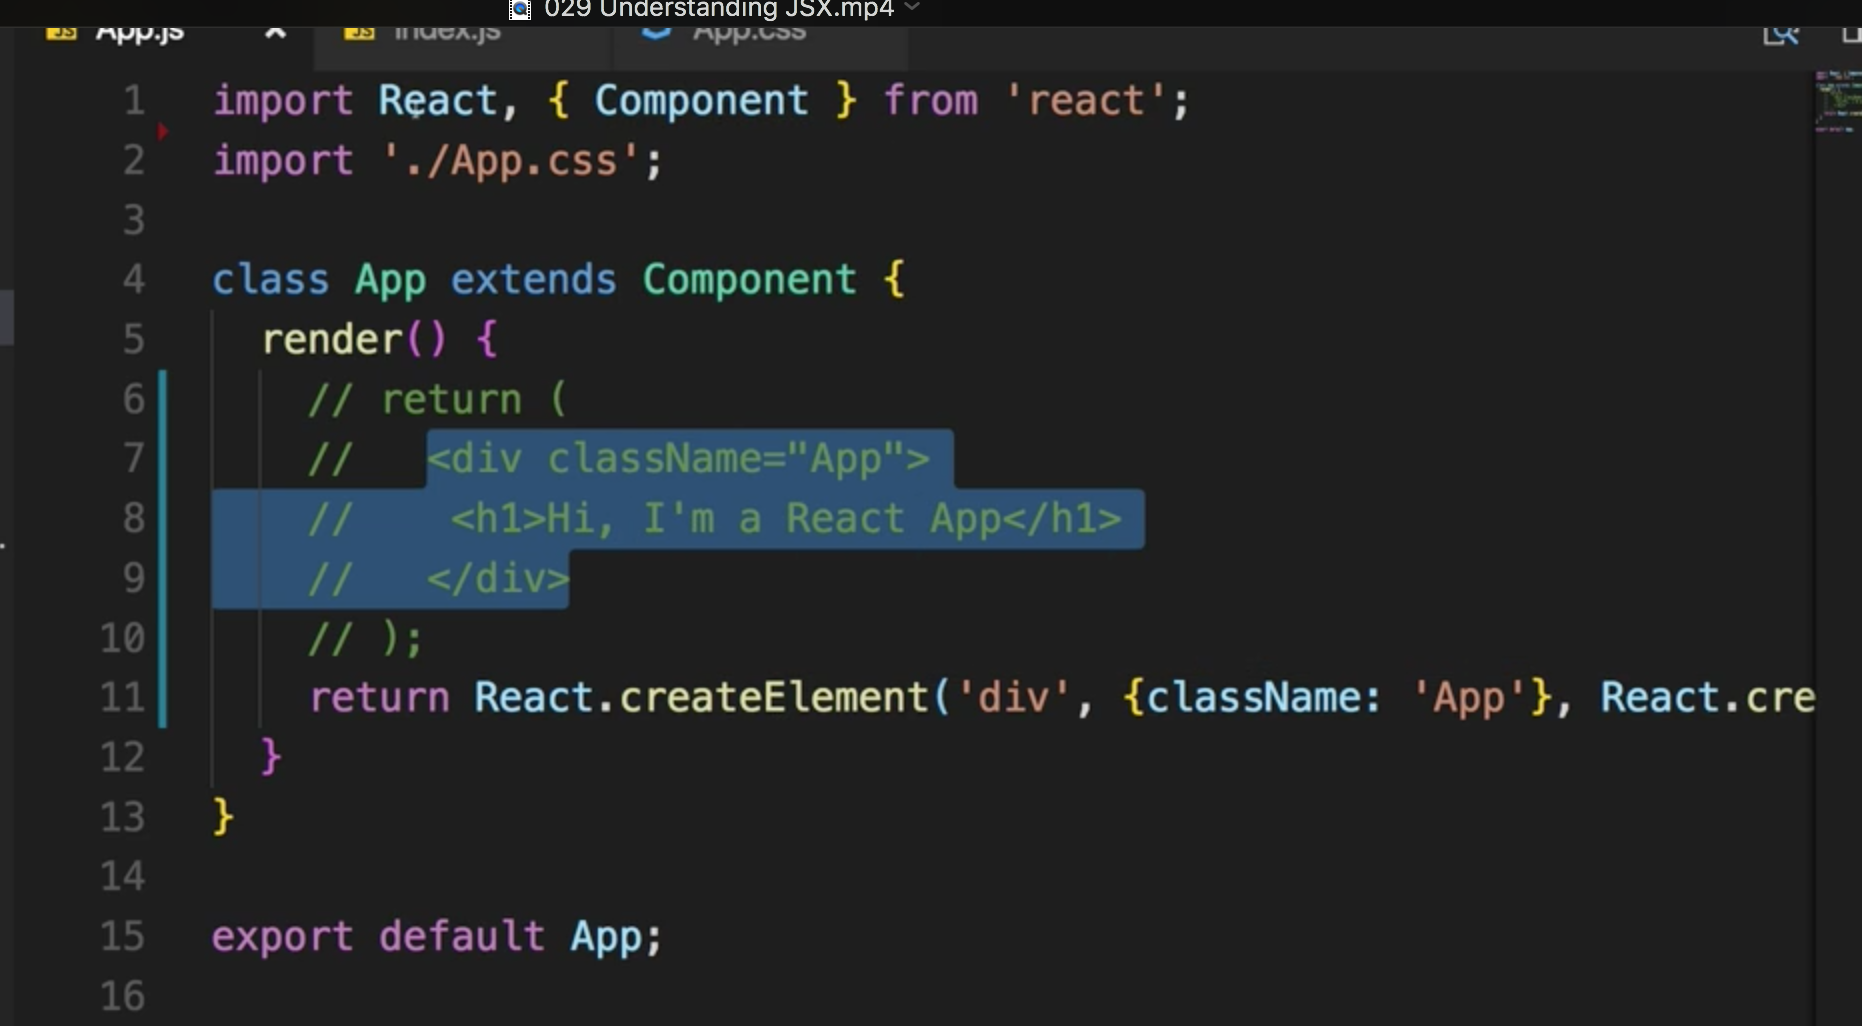 029 Understanding JSX.mp4
JS App.js × JS index.js App.css
1 import React, { Component } from 'react';
2 import './App.css';
3
4 class App extends Component {
5 render() {
6 // return (
7 // <div className="App">
8 // <h1>Hi, I'm a React App</h1>
9 // </div>
10 // );
11 return React.createElement('div', {className: 'App'}, React.cre
12 }
13 }
14
15 export default App;
16